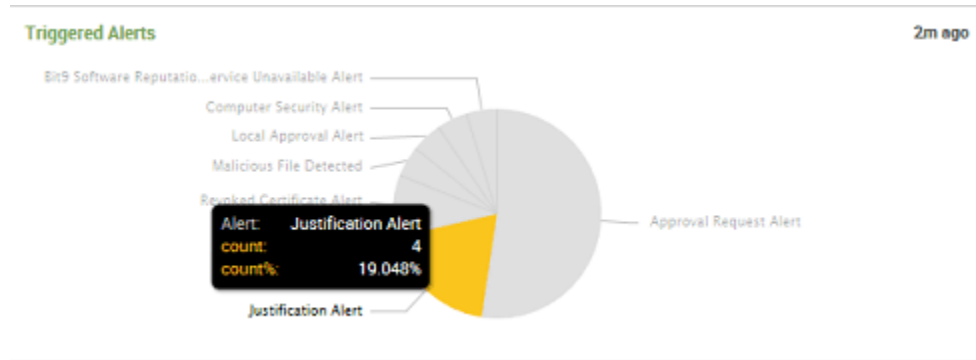 Triggered Alerts 2m ago
Bit9 Software Reputatio...ervice Unavailable Alert
Computer Security Alert
Local Approval Alert
Malicious File Detected
Revoked Certificate Alert
Approval Request Alert
Alert: Justification Alert
count: 4
count%: 19.048%
Justification Alert